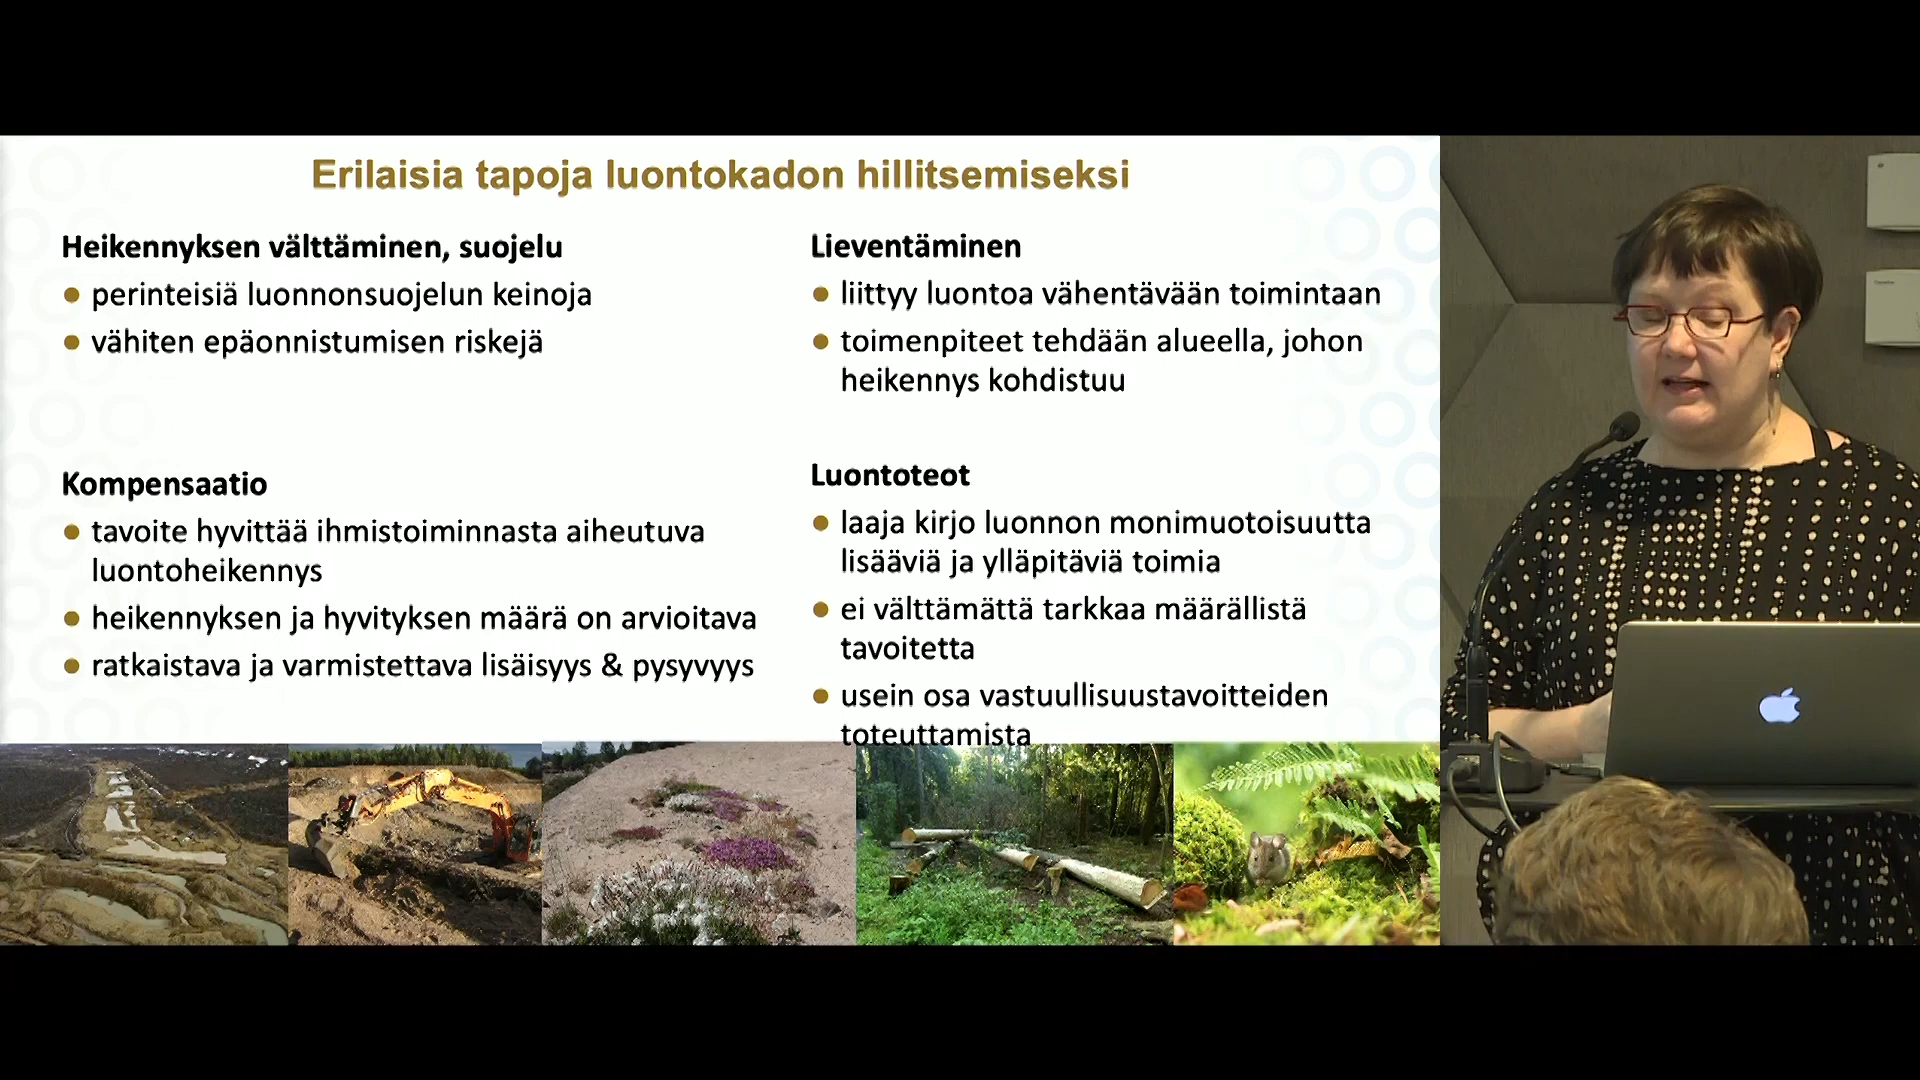 Erilaisia tapoja luontokadon hillitsemiseksi
Heikennyksen välttäminen, suojelu
perinteisiä luonnonsuojelun keinoja
vähiten epäonnistumisen riskejä
Lieventäminen
liittyy luontoa vähentävään toimintaan
toimenpiteet tehdään alueella, johon
heikennys kohdistuu
Kompensaatio
tavoite hyvittää ihmistoiminnasta aiheutuva
luontoheikennys
heikennyksen ja hyvityksen määrä on arvioitava
ratkaistava ja varmistettava lisäisyys & pysyvyys
Luontoteot
laaja kirjo luonnon monimuotoisuutta
lisääviä ja ylläpitäviä toimia
ei välttämättä tarkkaa määrällistä
tavoitetta
usein osa vastuullisuustavoitteiden
toteuttamista